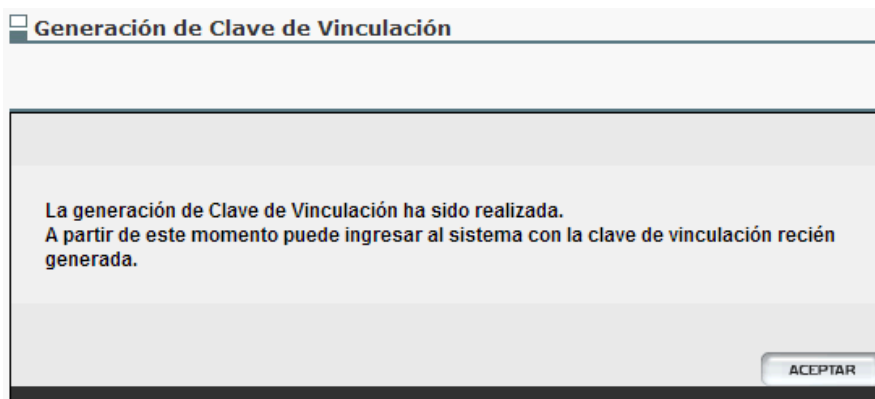 Generación de Clave de Vinculación
La generación de Clave de Vinculación ha sido realizada.
A partir de este momento puede ingresar al sistema con la clave de vinculación recién
generada.
ACEPTAR